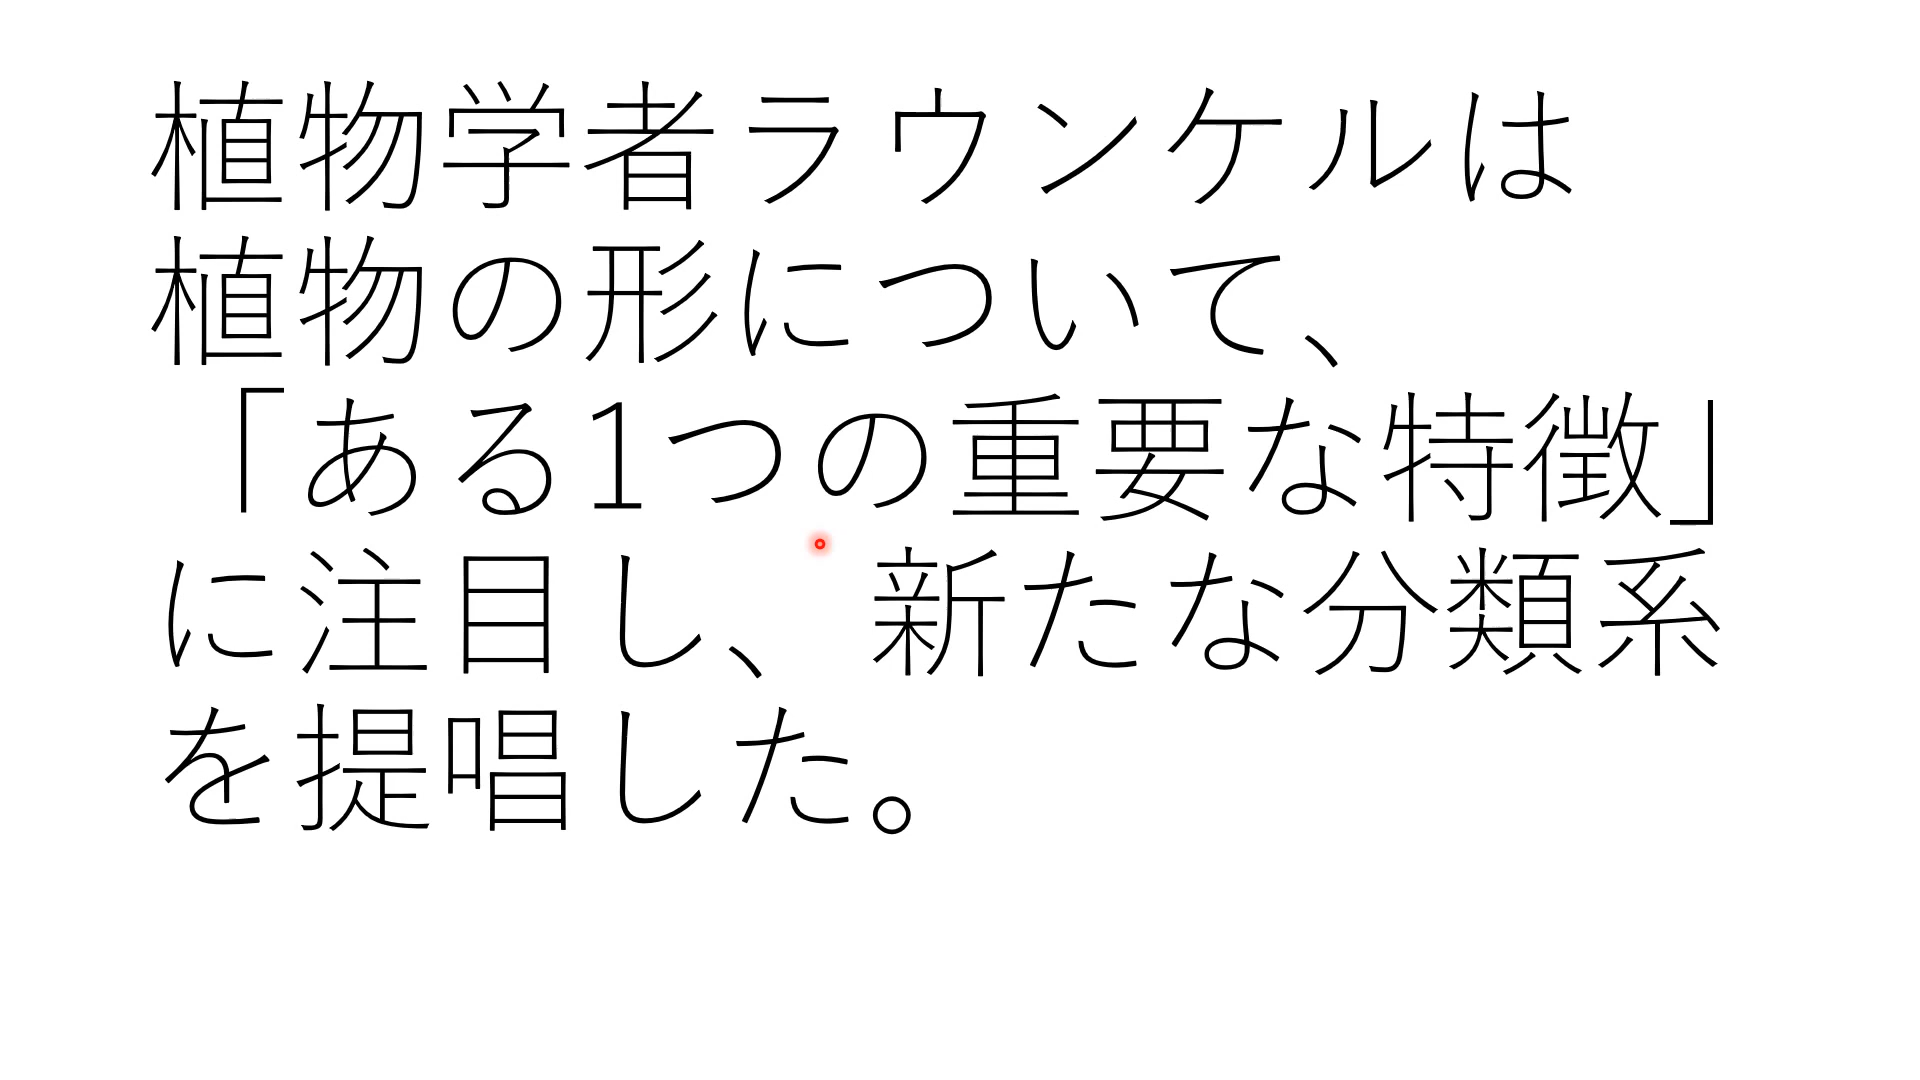 植物学者ラウンケルは
植物の形について、
「ある1つの重要な特徴」
に注目し、新たな分類系
を提唱した。